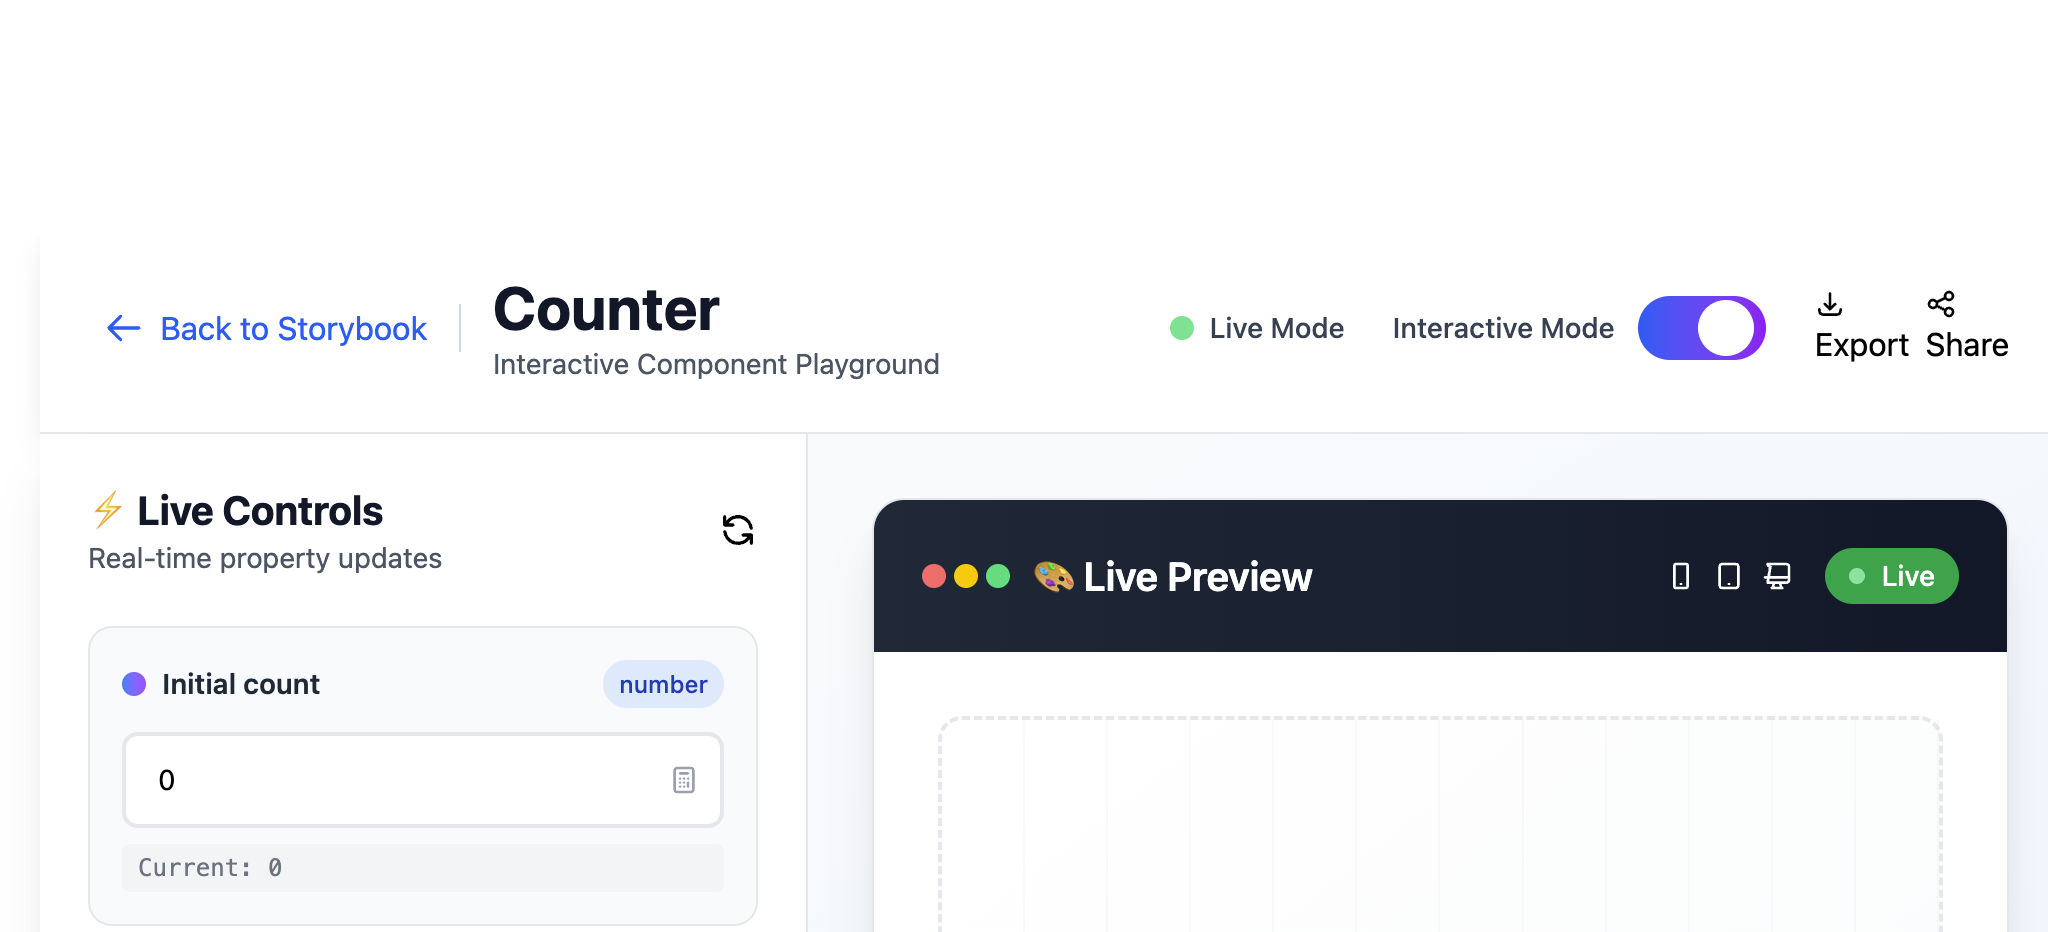 Back to Storybook
Counter
Interactive Component Playground
Live Mode
Interactive Mode
Export
Share
⚡ Live Controls
Real-time property updates
Initial count
number
0
Current: 0
🎨 Live Preview
Live